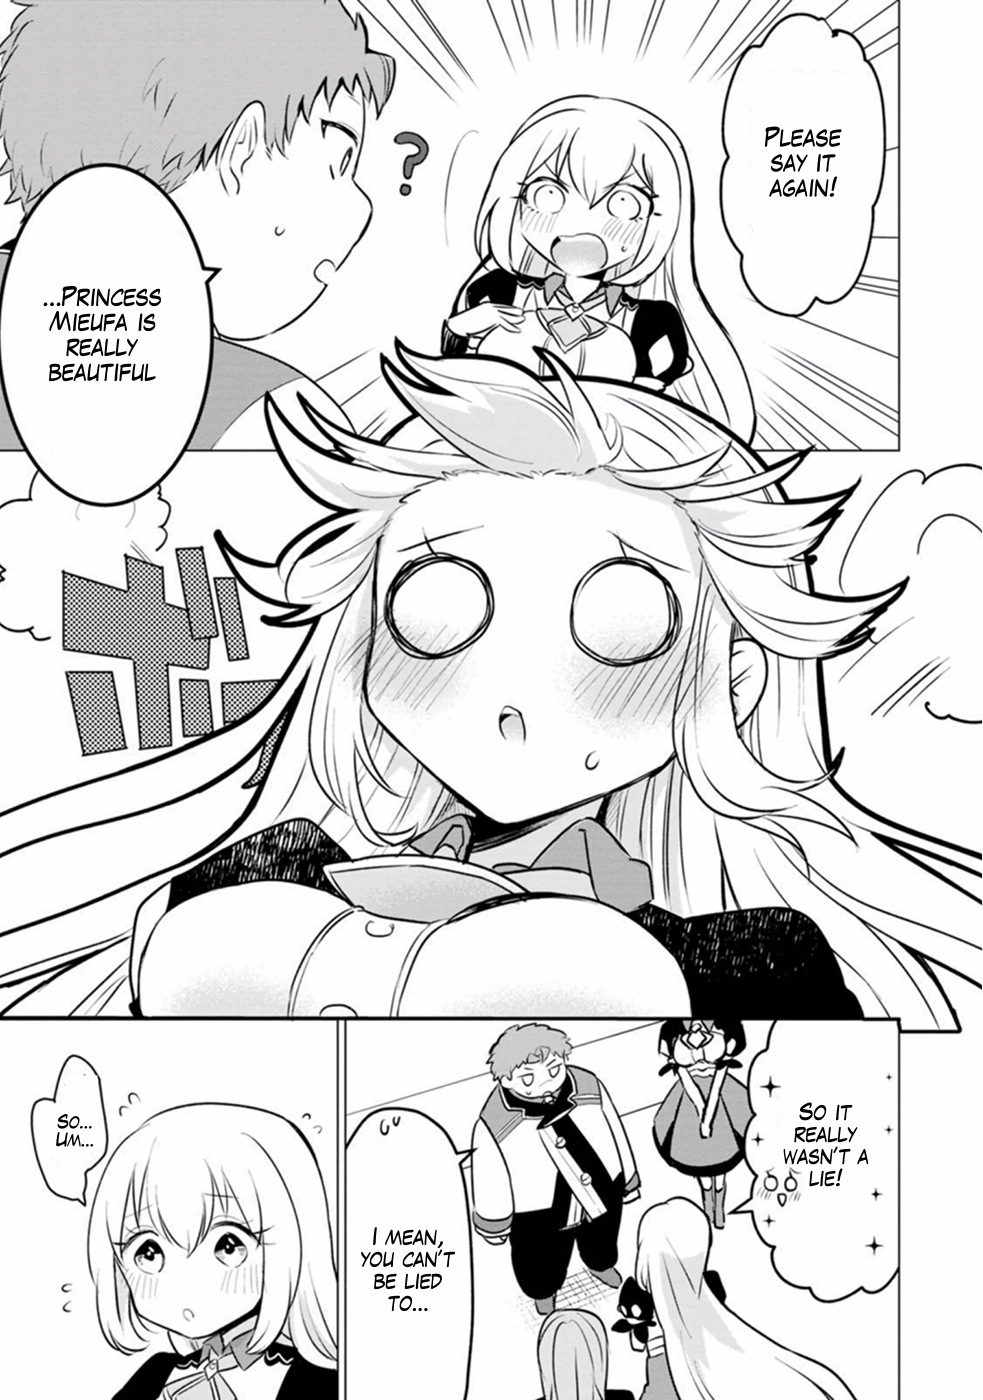 PLEASE
SAY IT
AGAIN!
?
...PRINCESS
MIEUFA IS
REALLY
BEAUTIFUL
SO IT
REALLY
WASN'T A
LIE!
I MEAN,
YOU CAN'T
BE LIED
TO...
SO...
UM...